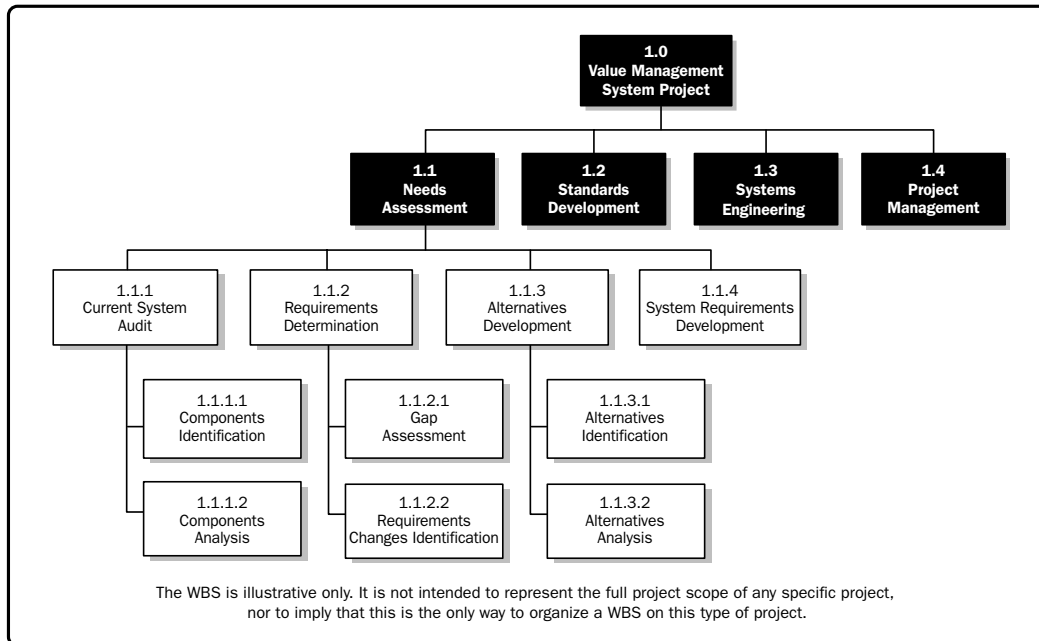 1.0
Value Management
System Project
1.1
Needs
Assessment
1.2
Standards
Development
1.3
Systems
Engineering
1.4
Project
Management
1.1.1
Current System
Audit
1.1.2
Requirements
Determination
1.1.3
Alternatives
Development
1.1.4
System Requirements
Development
1.1.1.1
Components
Identification
1.1.2.1
Gap
Assessment
1.1.3.1
Alternatives
Identification
1.1.1.2
Components
Analysis
1.1.2.2
Requirements
Changes Identification
1.1.3.2
Alternatives
Analysis
The WBS is illustrative only. It is not intended to represent the full project scope of any specific project,
nor to imply that this is the only way to organize a WBS on this type of project.